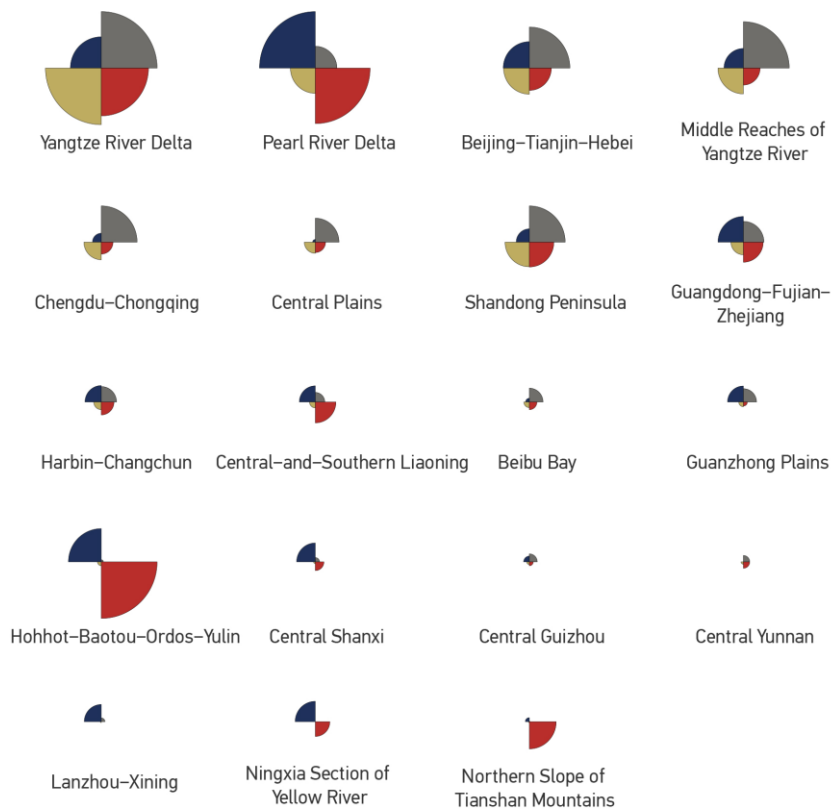 Yangtze River Delta
Pearl River Delta
Beijing–Tianjin–Hebei
Middle Reaches of
Yangtze River
Chengdu–Chongqing
Central Plains
Shandong Peninsula
Guangdong–Fujian–
Zhejiang
Harbin–Changchun
Central–and–Southern Liaoning
Beibu Bay
Guanzhong Plains
Hohhot–Baotou–Ordos–Yulin
Central Shanxi
Central Guizhou
Central Yunnan
Lanzhou–Xining
Ningxia Section of
Yellow River
Northern Slope of
Tianshan Mountains